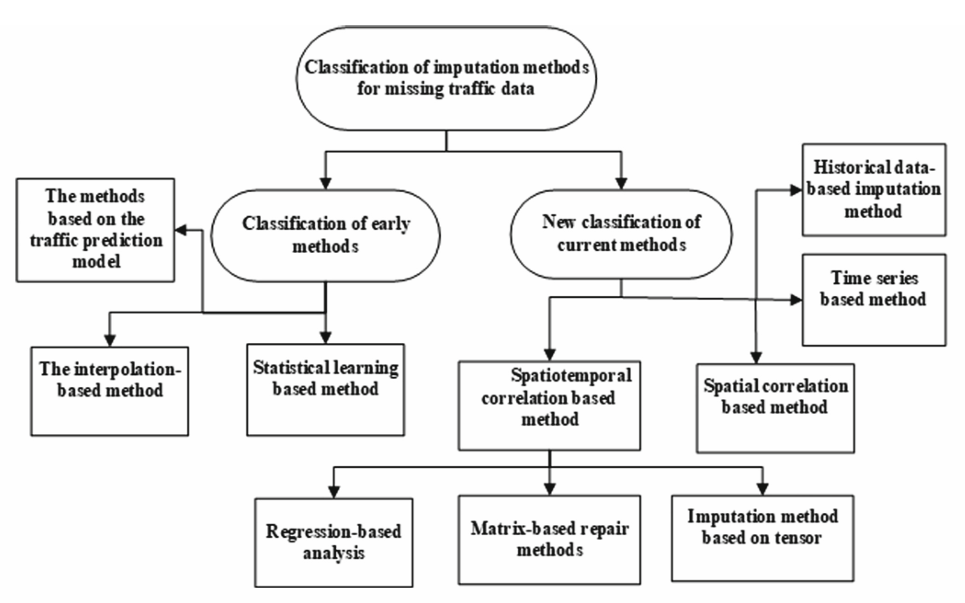 Classification of imputation methods
for missing traffic data
Historical data-
based imputation
method
The methods
based on the
traffic prediction
model
Classification of early
methods
New classification of
current methods
Time series
based method
The interpolation-
based method
Statistical learning
based method
Spatiotemporal
correlation based
method
Spatial correlation
based method
Regression-based
analysis
Matrix-based repair
methods
Imputation method
based on tensor